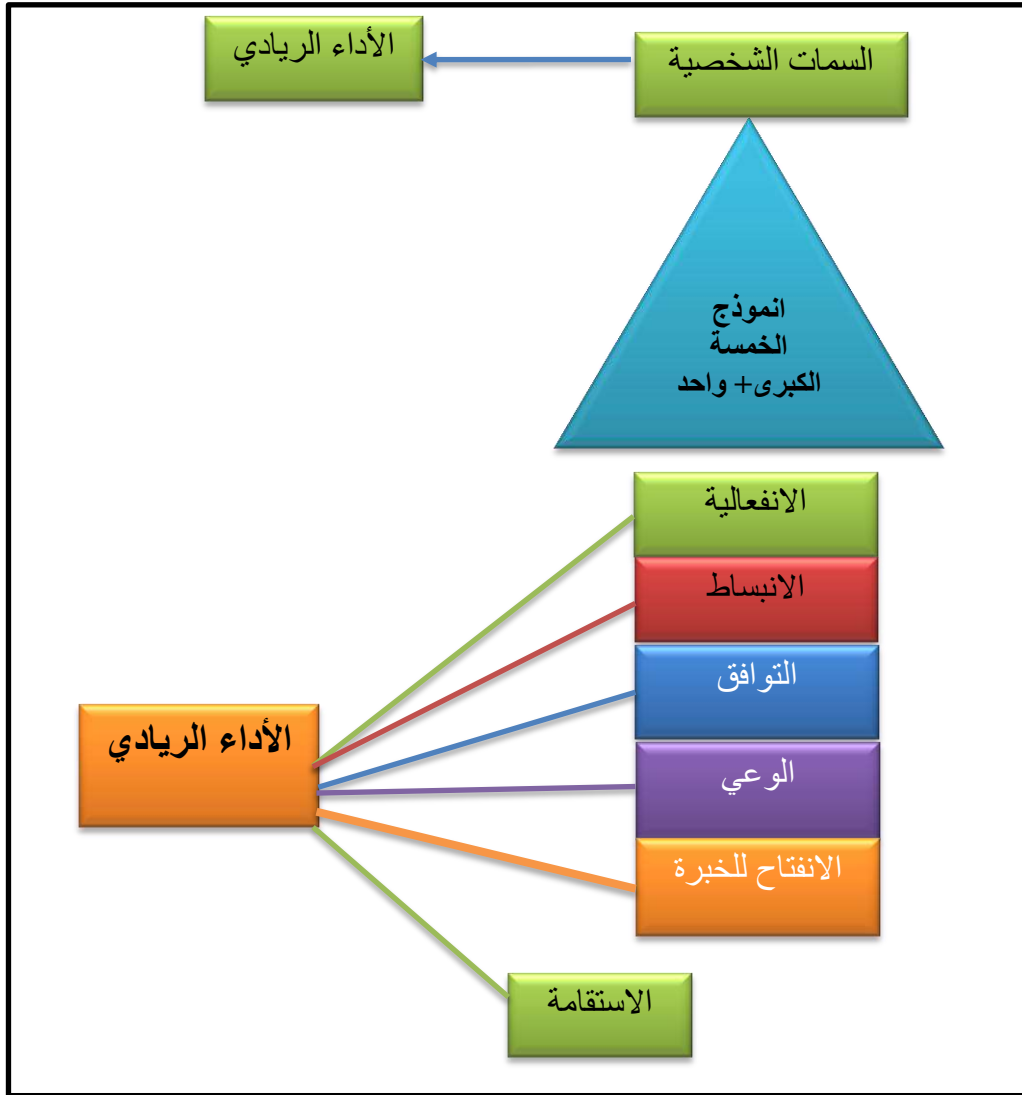 السمات الشخصية
الأداء الريادي
انموذج
الخمسة
الكبرى+ واحد
الانفعالية
الانبساط
التوافق
الوعي
الانفتاح للخبرة
الأداء الريادي
الاستقامة